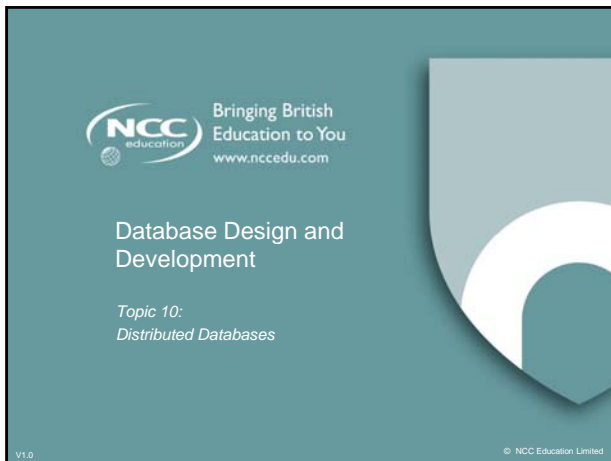 NCC
education
Bringing British
Education to You
www.nccedu.com
Database Design and
Development
Topic 10:
Distributed Databases
V1.0
© NCC Education Limited